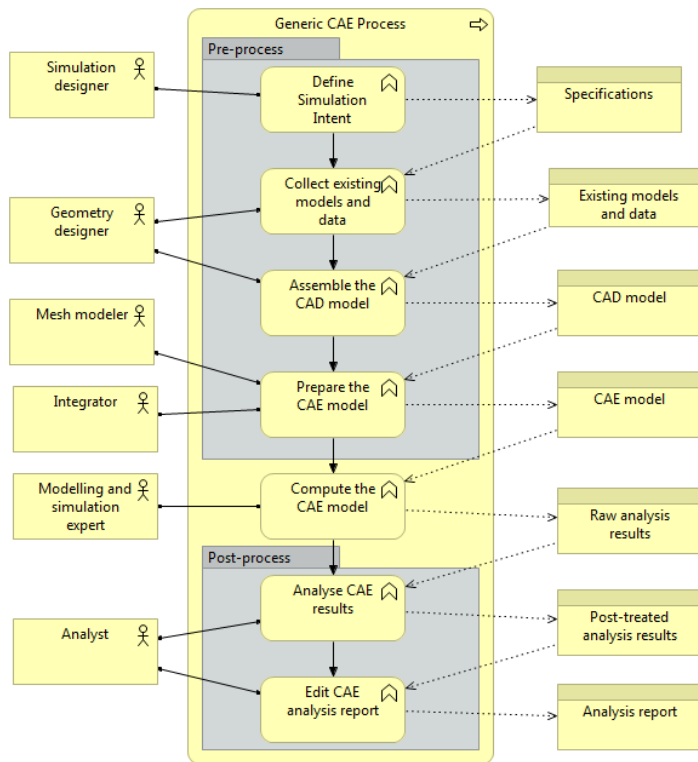 Generic CAE Process
Pre-process
Simulation
designer
Define
Simulation
Intent
Specifications
Geometry
designer
Collect existing
models and
data
Existing models
and data
Assemble the
CAD model
CAD model
Mesh modeler
Prepare the
CAE model
CAE model
Integrator
Modelling and
simulation
expert
Compute the
CAE model
Raw analysis
results
Post-process
Analyse CAE
results
Post-treated
analysis results
Analyst
Edit CAE
analysis report
Analysis report